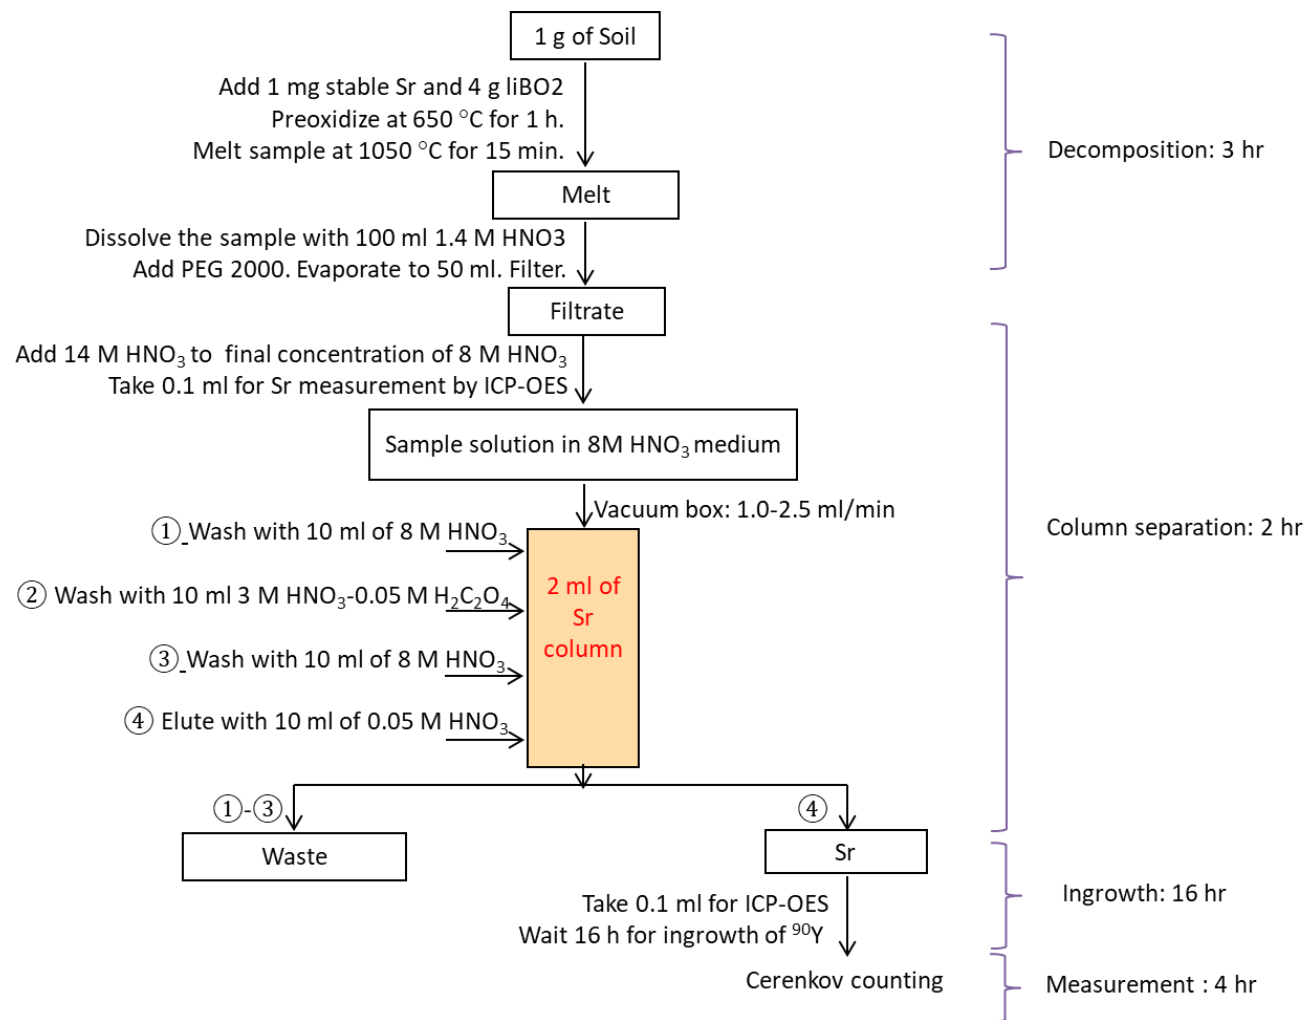 1 g of Soil
Add 1 mg stable Sr and 4 g liBO2
Preoxidize at 650 °C for 1 h.
Melt sample at 1050 °C for 15 min.
Decomposition: 3 hr
Melt
Dissolve the sample with 100 ml 1.4 M HNO3
Add PEG 2000. Evaporate to 50 ml. Filter.
Filtrate
Add 14 M HNO₃ to final concentration of 8 M HNO₃
Take 0.1 ml for Sr measurement by ICP-OES
Sample solution in 8M HNO₃ medium
Vacuum box: 1.0-2.5 ml/min
Column separation: 2 hr
① Wash with 10 ml of 8 M HNO₃
② Wash with 10 ml 3 M HNO₃-0.05 M H₂C₂O₄
③ Wash with 10 ml of 8 M HNO₃
④ Elute with 10 ml of 0.05 M HNO₃
2 ml of
Sr
column
①-③
④
Waste
Sr
Take 0.1 ml for ICP-OES
Wait 16 h for ingrowth of ⁹⁰Y
Ingrowth: 16 hr
Cerenkov counting
Measurement : 4 hr